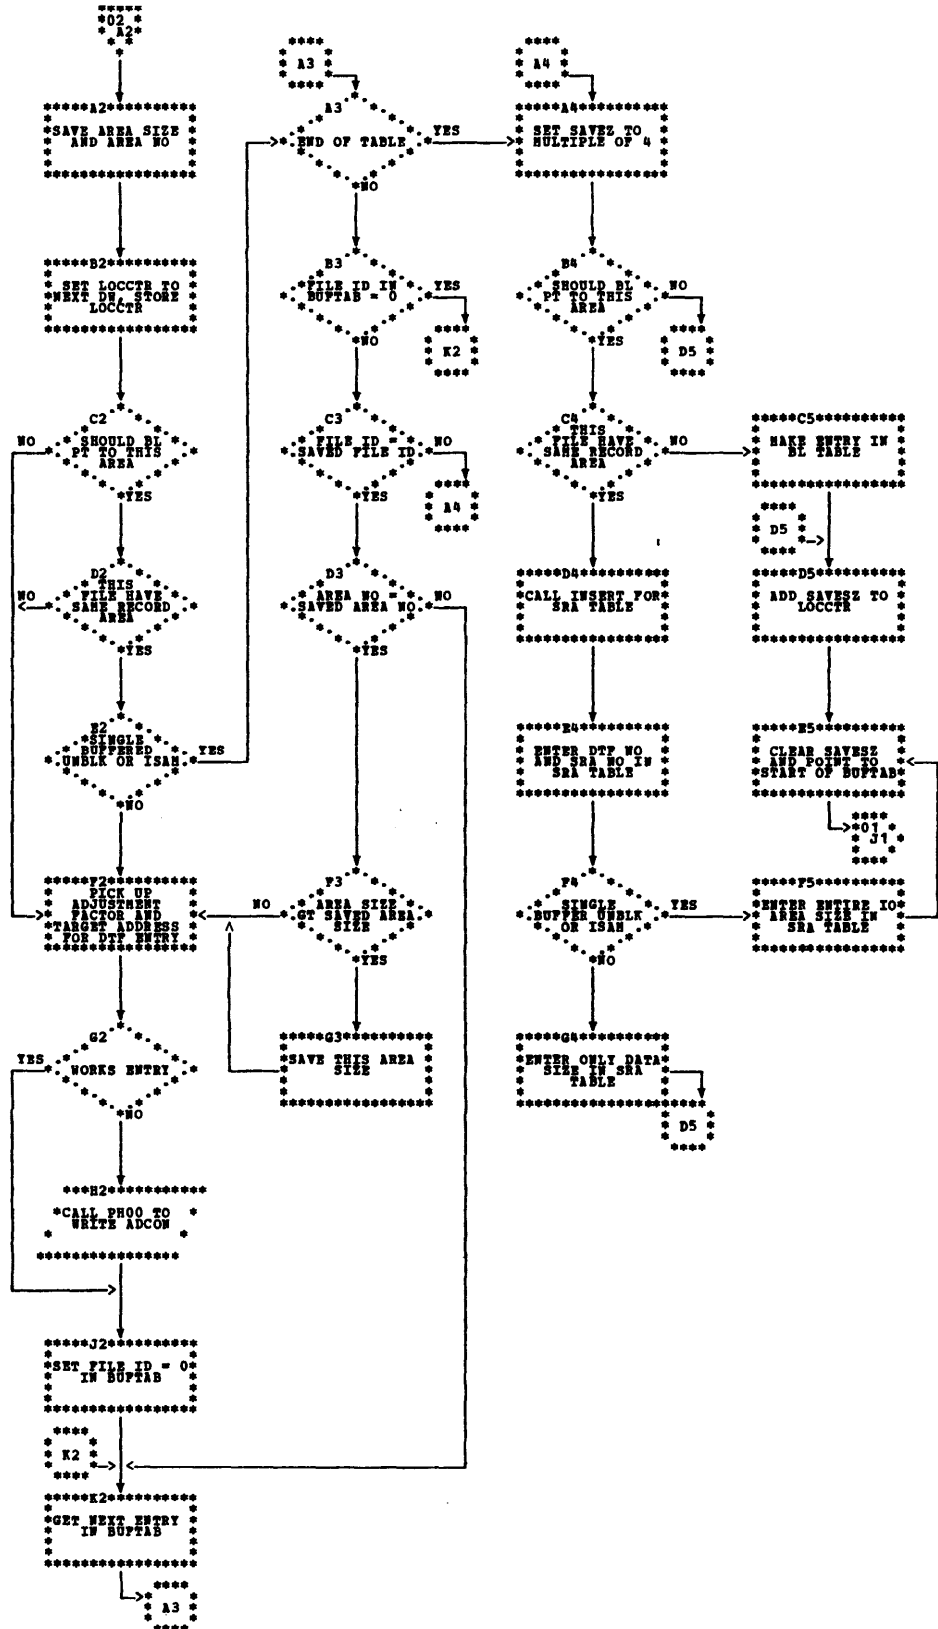 02
A2
A2
SAVE AREA SIZE
AND AREA NO
B2
SET LOCCTR TO
NEXT DW, STORE
LOCCTR
C2
NO
SHOULD BL
PT TO THIS
AREA
YES
D2
THIS
NO
FILE HAVE
SAME RECORD
AREA
YES
E2
SINGLE
BUFFERED
UNBLK OR ISAM
YES
NO
F2
PICK UP
ADJUSTMENT
FACTOR AND
TARGET ADDRESS
FOR DTF ENTRY
G2
YES
WORKS ENTRY
NO
H2
CALL PH00 TO
WRITE ADCON
J2
SET FILE ID = 0
IN BUFTAB
K2
K2
GET NEXT ENTRY
IN BUFTAB
A3
A3
A3
END OF TABLE
YES
NO
B3
FILE ID IN
BUFTAB = 0
YES
NO
K2
C3
FILE ID =
SAVED FILE ID
NO
YES
A4
D3
AREA NO =
SAVED AREA NO
NO
YES
F3
NO
AREA SIZE
GT SAVED AREA
SIZE
YES
G3
SAVE THIS AREA
SIZE
A4
A4
SET SAVEZ TO
MULTIPLE OF 4
B4
SHOULD BL
PT TO THIS
AREA
NO
YES
D5
C4
THIS
FILE HAVE
SAME RECORD
AREA
NO
YES
D4
CALL INSERT FOR
SRA TABLE
E4
ENTER DTF NO
AND SRA NO IN
SRA TABLE
F4
SINGLE
BUFFER UNBLK
OR ISAM
YES
NO
G4
ENTER ONLY DATA
SIZE IN SRA
TABLE
D5
C5
MAKE ENTRY IN
BL TABLE
D5
D5
ADD SAVESZ TO
LOCCTR
E5
CLEAR SAVESZ
AND POINT TO
START OF BUFTAB
01
J1
F5
ENTER ENTIRE IO
AREA SIZE IN
SRA TABLE